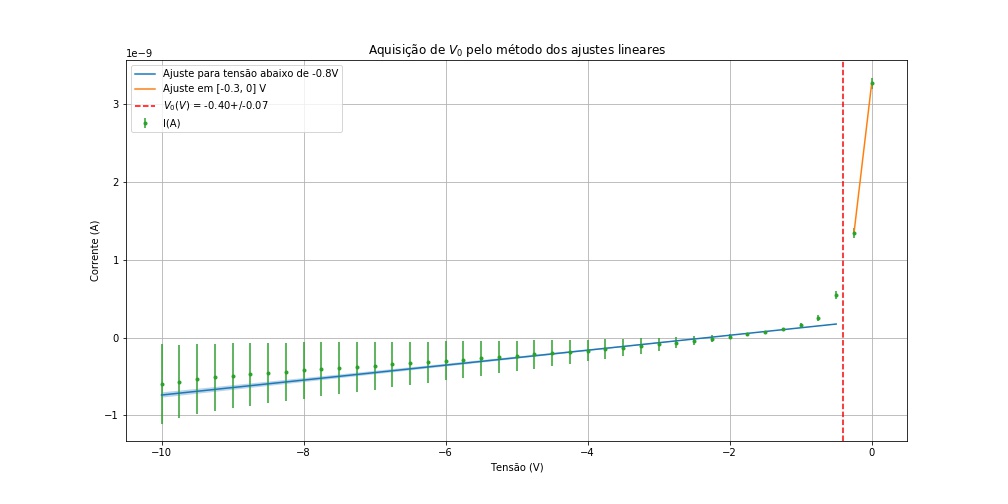 Aquisição de V₀ pelo método dos ajustes lineares
1e−9
Ajuste para tensão abaixo de -0.8V
Ajuste em [-0.3, 0] V
V₀(V) = -0.40+/-0.07
I(A)
3
2
1
0
−1
Corrente (A)
−10
−8
−6
−4
−2
0
Tensão (V)